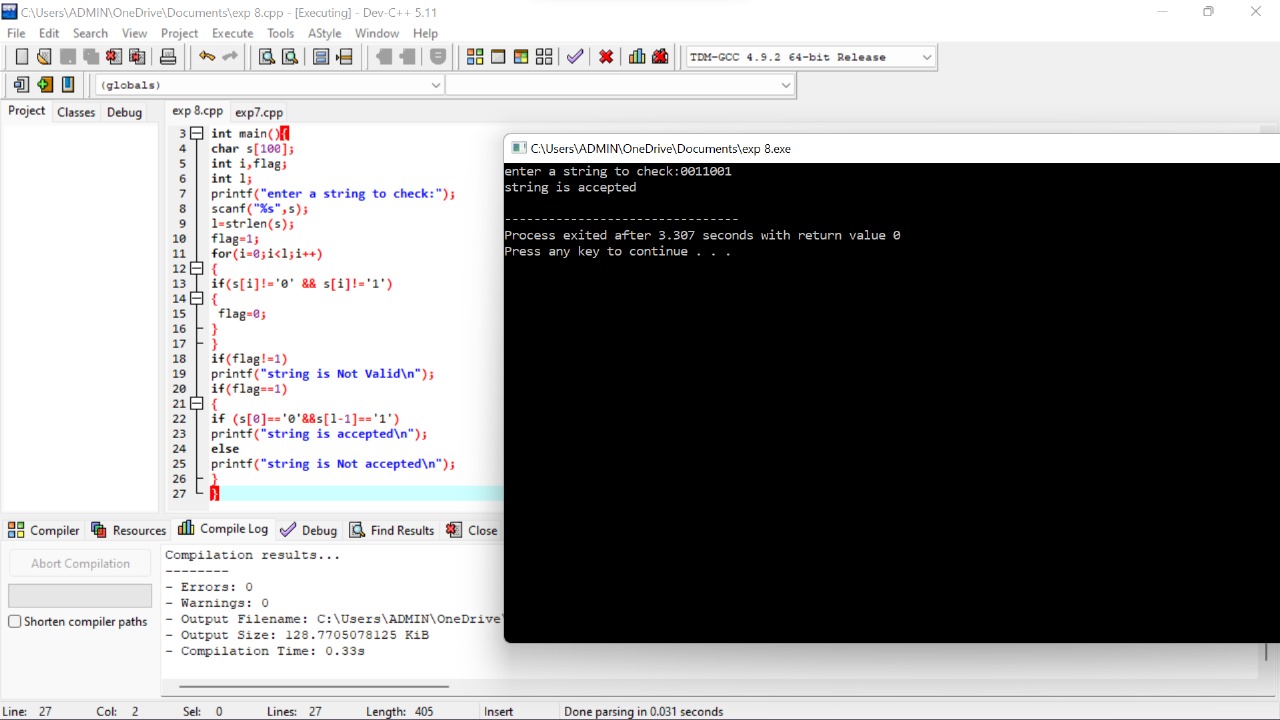 C:\Users\ADMIN\OneDrive\Documents\exp 8.cpp - [Executing] - Dev-C++ 5.11
File Edit Search View Project Execute Tools AStyle Window Help
TDM-GCC 4.9.2 64-bit Release
(globals)
Project Classes Debug
exp 8.cpp exp7.cpp
3 int main(){
4 char s[100];
5 int i,flag;
6 int l;
7 printf("enter a string to check:");
8 scanf("%s",s);
9 l=strlen(s);
10 flag=1;
11 for(i=0;i<l;i++)
12 {
13 if(s[i]!='0' && s[i]!='1')
14 {
15 flag=0;
16 }
17 }
18 if(flag!=1)
19 printf("string is Not Valid\n");
20 if(flag==1)
21 {
22 if (s[0]=='0'&&s[l-1]=='1')
23 printf("string is accepted\n");
24 else
25 printf("string is Not accepted\n");
26 }
27 }
C:\Users\ADMIN\OneDrive\Documents\exp 8.exe
enter a string to check:0011001
string is accepted
--------------------------------
Process exited after 3.307 seconds with return value 0
Press any key to continue . . .
Compiler Resources Compile Log Debug Find Results Close
Abort Compilation
Shorten compiler paths
Compilation results...
--------
- Errors: 0
- Warnings: 0
- Output Filename: C:\Users\ADMIN\OneDrive
- Output Size: 128.7705078125 KiB
- Compilation Time: 0.33s
Line: 27 Col: 2 Sel: 0 Lines: 27 Length: 405 Insert Done parsing in 0.031 seconds